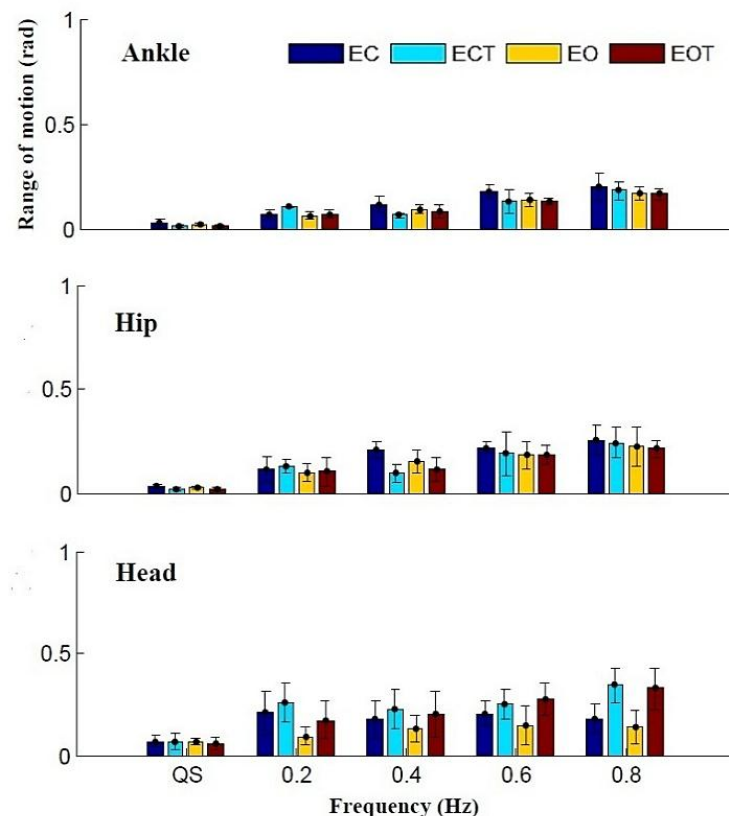 Range of motion (rad)
1
0.5
0
Ankle
EC ECT EO EOT
1
0.5
0
Hip
1
0.5
0
Head
QS 0.2 0.4 0.6 0.8
Frequency (Hz)